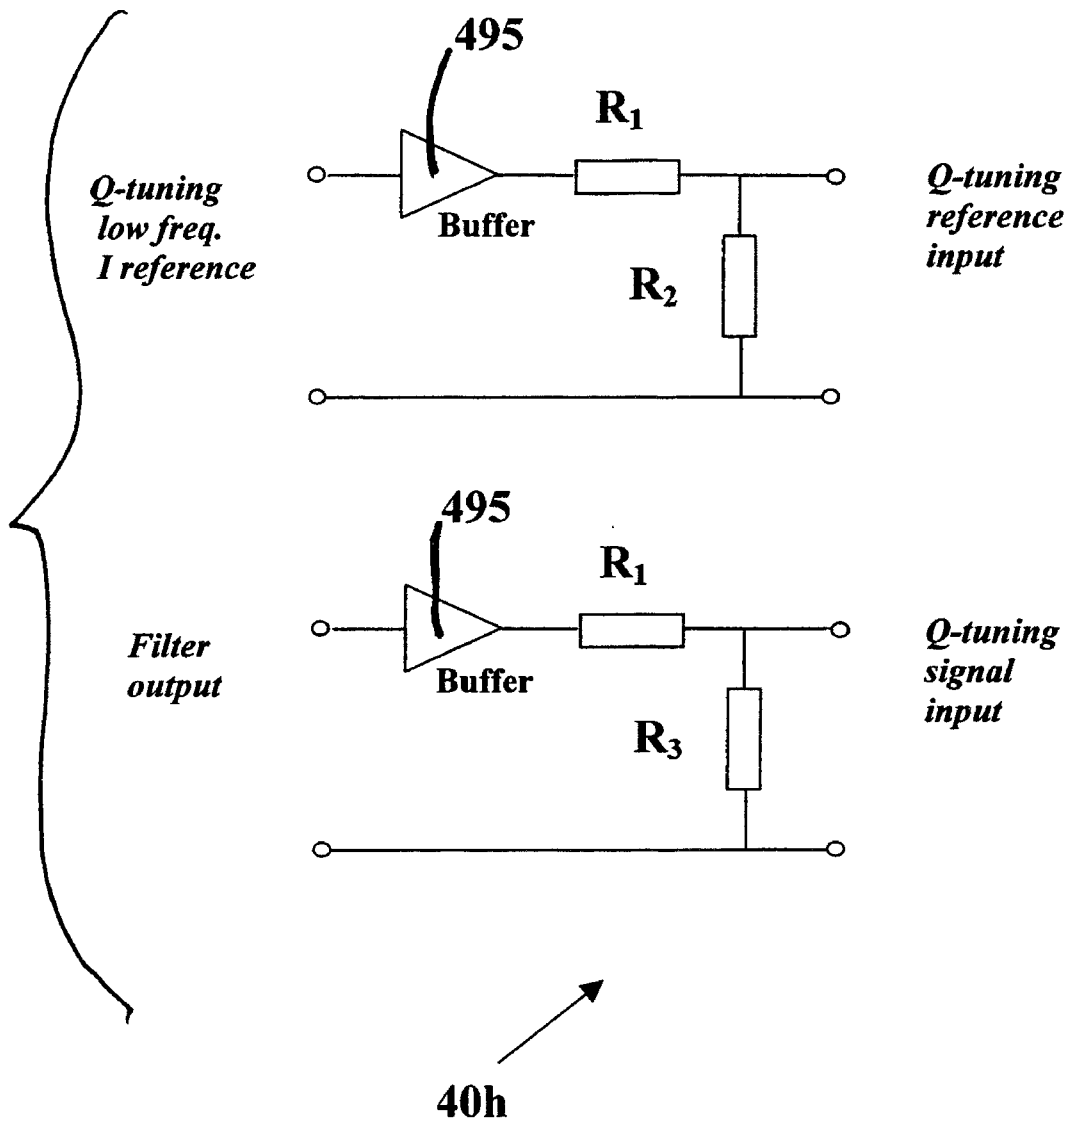 495
R₁
Q-tuning
low freq.
I reference
Buffer
Q-tuning
reference
input
R₂
495
R₁
Filter
output
Buffer
Q-tuning
signal
input
R₃
40h